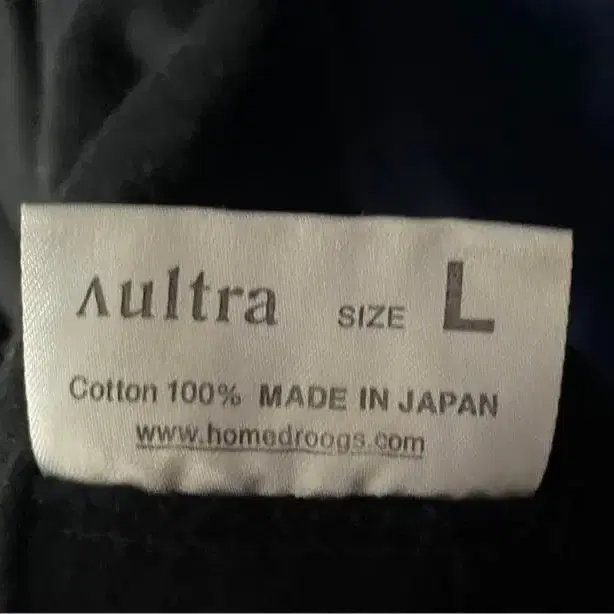 Λultra SIZE L
Cotton 100% MADE IN JAPAN
www.homedroogs.com